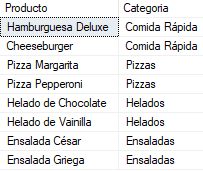 Producto Categoria
Hamburguesa Deluxe Comida Rápida
Cheeseburger Comida Rápida
Pizza Margarita Pizzas
Pizza Pepperoni Pizzas
Helado de Chocolate Helados
Helado de Vainilla Helados
Ensalada César Ensaladas
Ensalada Griega Ensaladas